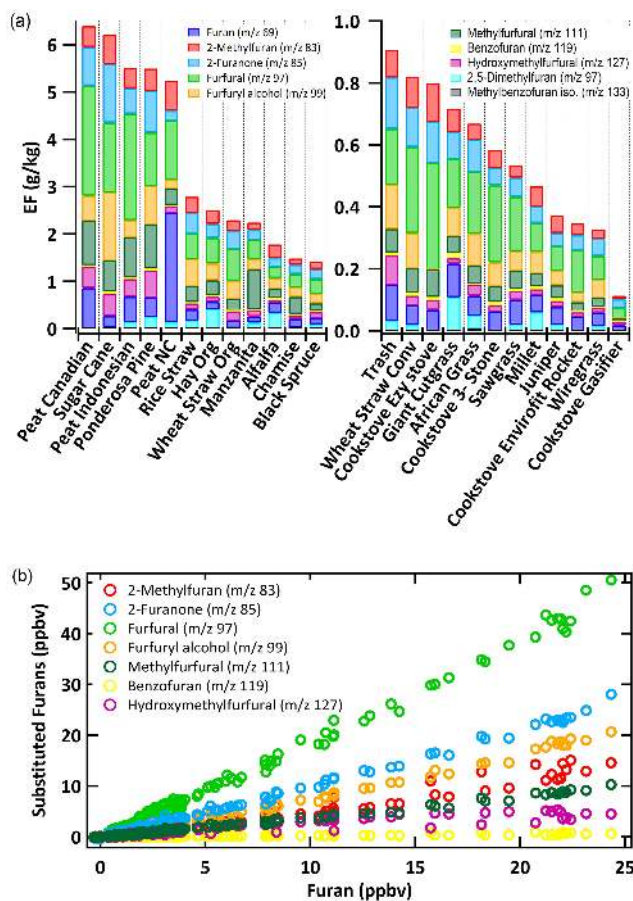 (a)
6
5
4
3
2
1
0
EF (g/kg)
Furan (m/z 69)
2-Methylfuran (m/z 83)
2-Furanone (m/z 85)
Furfural (m/z 97)
Furfuryl alcohol (m/z 99)
Peat Canadian
Sugar Cane
Peat Indonesian
Ponderosa Pine
Peat NC
Rice Straw
Hay Org
Wheat Straw Org
Manzanita
Alfalfa
Chamise
Black Spruce
1.0
0.8
0.6
0.4
0.2
0.0
Methylfurfural (m/z 111)
Benzofuran (m/z 119)
Hydroxymethylfurfural (m/z 127)
2,5-Dimethylfuran (m/z 97)
Methylbenzofuran iso. (m/z 133)
Trash
Wheat Straw Conv
Cookstove Ezy stove
Giant Cutgrass
African Grass
Cookstove 3- Stone
Sawgrass
Millet
Juniper
Cookstove Envirofit Rocket
Wiregrass
Cookstove Gasifier
(b)
50
40
30
20
10
0
Substituted Furans (ppbv)
2-Methylfuran (m/z 83)
2-Furanone (m/z 85)
Furfural (m/z 97)
Furfuryl alcohol (m/z 99)
Methylfurfural (m/z 111)
Benzofuran (m/z 119)
Hydroxymethylfurfural (m/z 127)
0
5
10
15
20
25
Furan (ppbv)